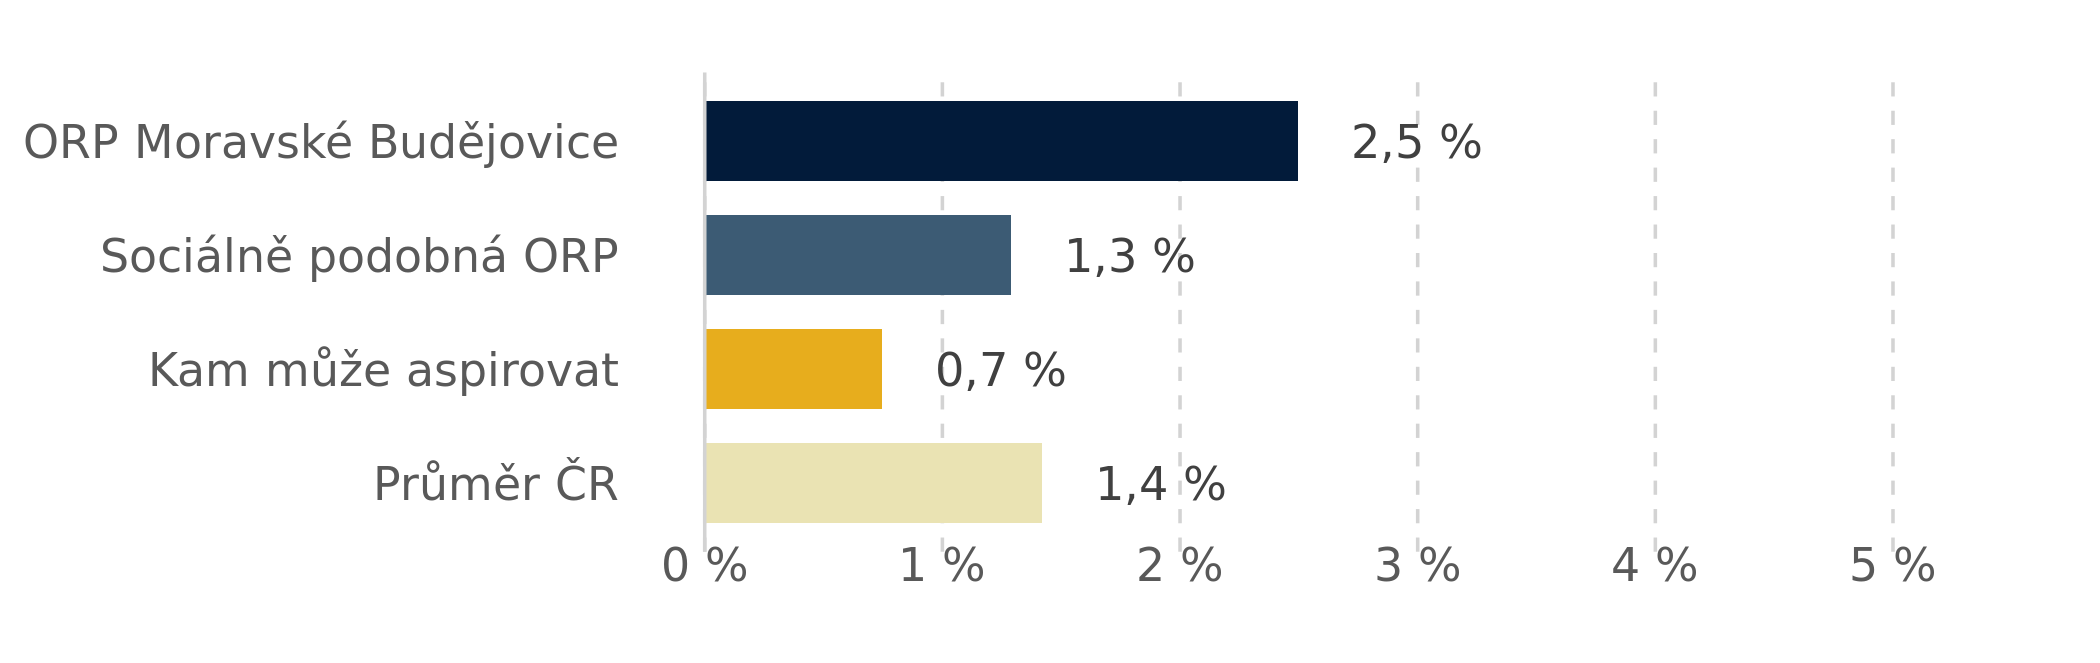 ORP Moravské Budějovice 2,5 %
Sociálně podobná ORP 1,3 %
Kam může aspirovat 0,7 %
Průměr ČR 1,4 %
0 % 1 % 2 % 3 % 4 % 5 %